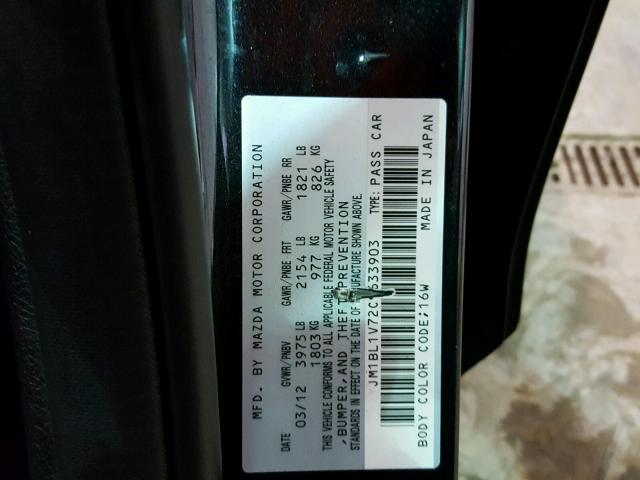 MFD. BY MAZDA MOTOR CORPORATION
DATE GVWR/PNBV GAWR/PNBE FRT GAWR/PNBE RR
03/12 3975 LB 2154 LB 1821 LB
1803 KG 977 KG 826 KG
THIS VEHICLE CONFORMS TO ALL APPLICABLE FEDERAL MOTOR VEHICLE SAFETY
,BUMPER,AND THEFT PREVENTION
STANDARDS IN EFFECT ON THE DATE OF MANUFACTURE SHOWN ABOVE.
JM1BL1V72C 633903 TYPE: PASS CAR
BODY COLOR CODE;16W MADE IN JAPAN